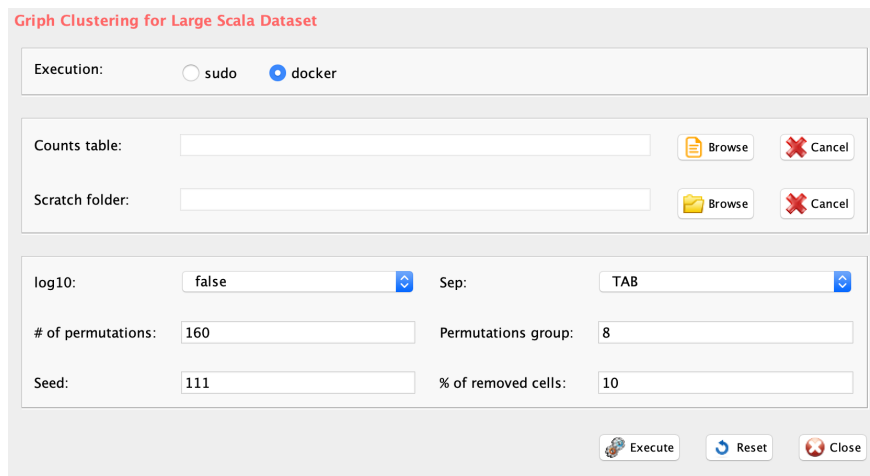 Griph Clustering for Large Scala Dataset
Execution: sudo docker
Counts table: Browse Cancel
Scratch folder: Browse Cancel
log10: false Sep: TAB
# of permutations: 160 Permutations group: 8
Seed: 111 % of removed cells: 10
Execute Reset Close